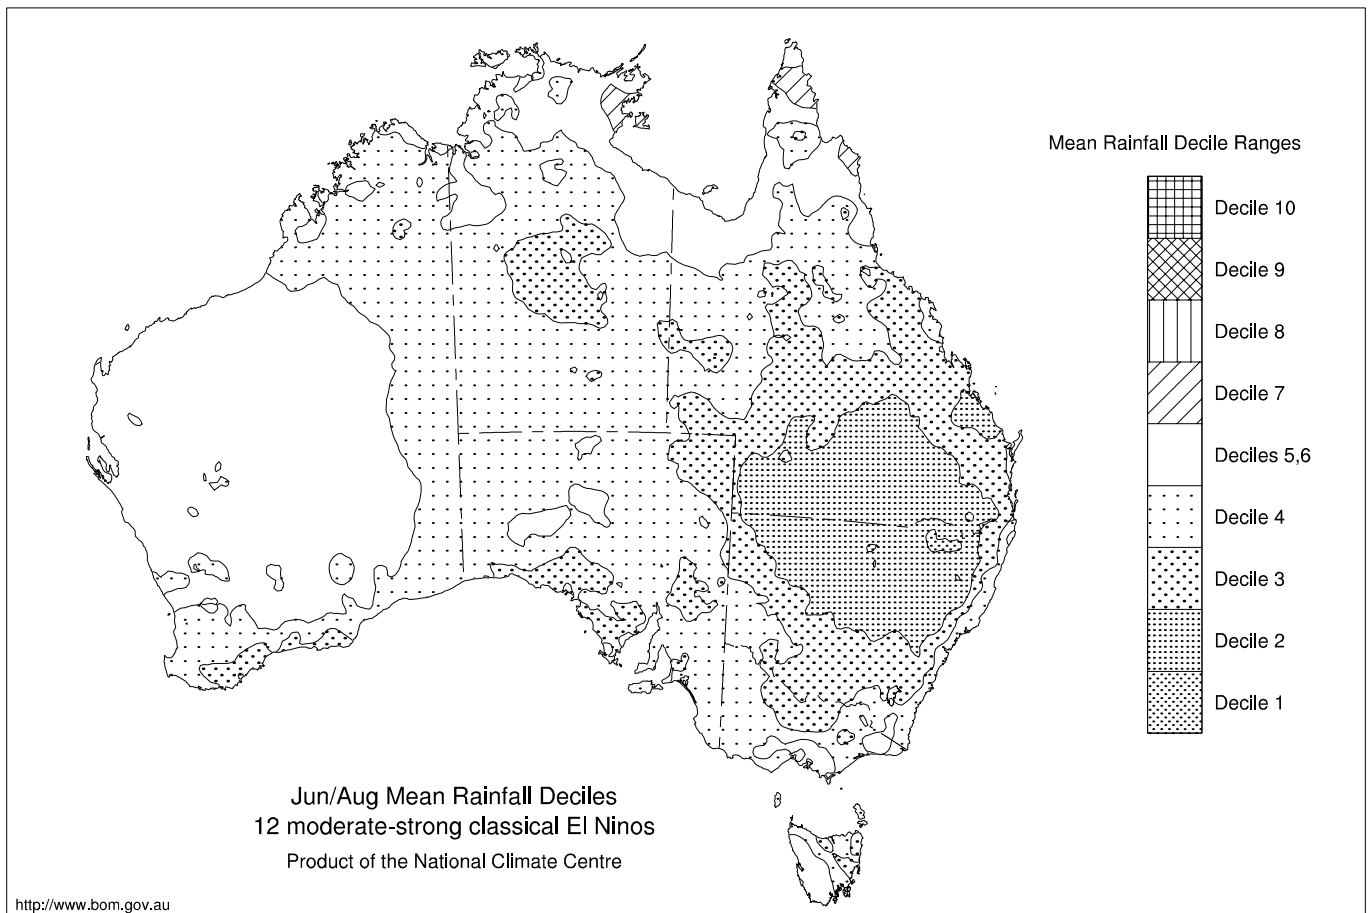 Mean Rainfall Decile Ranges
Decile 10
Decile 9
Decile 8
Decile 7
Deciles 5,6
Decile 4
Decile 3
Decile 2
Decile 1
Jun/Aug Mean Rainfall Deciles
12 moderate-strong classical El Ninos
Product of the National Climate Centre
http://www.bom.gov.au